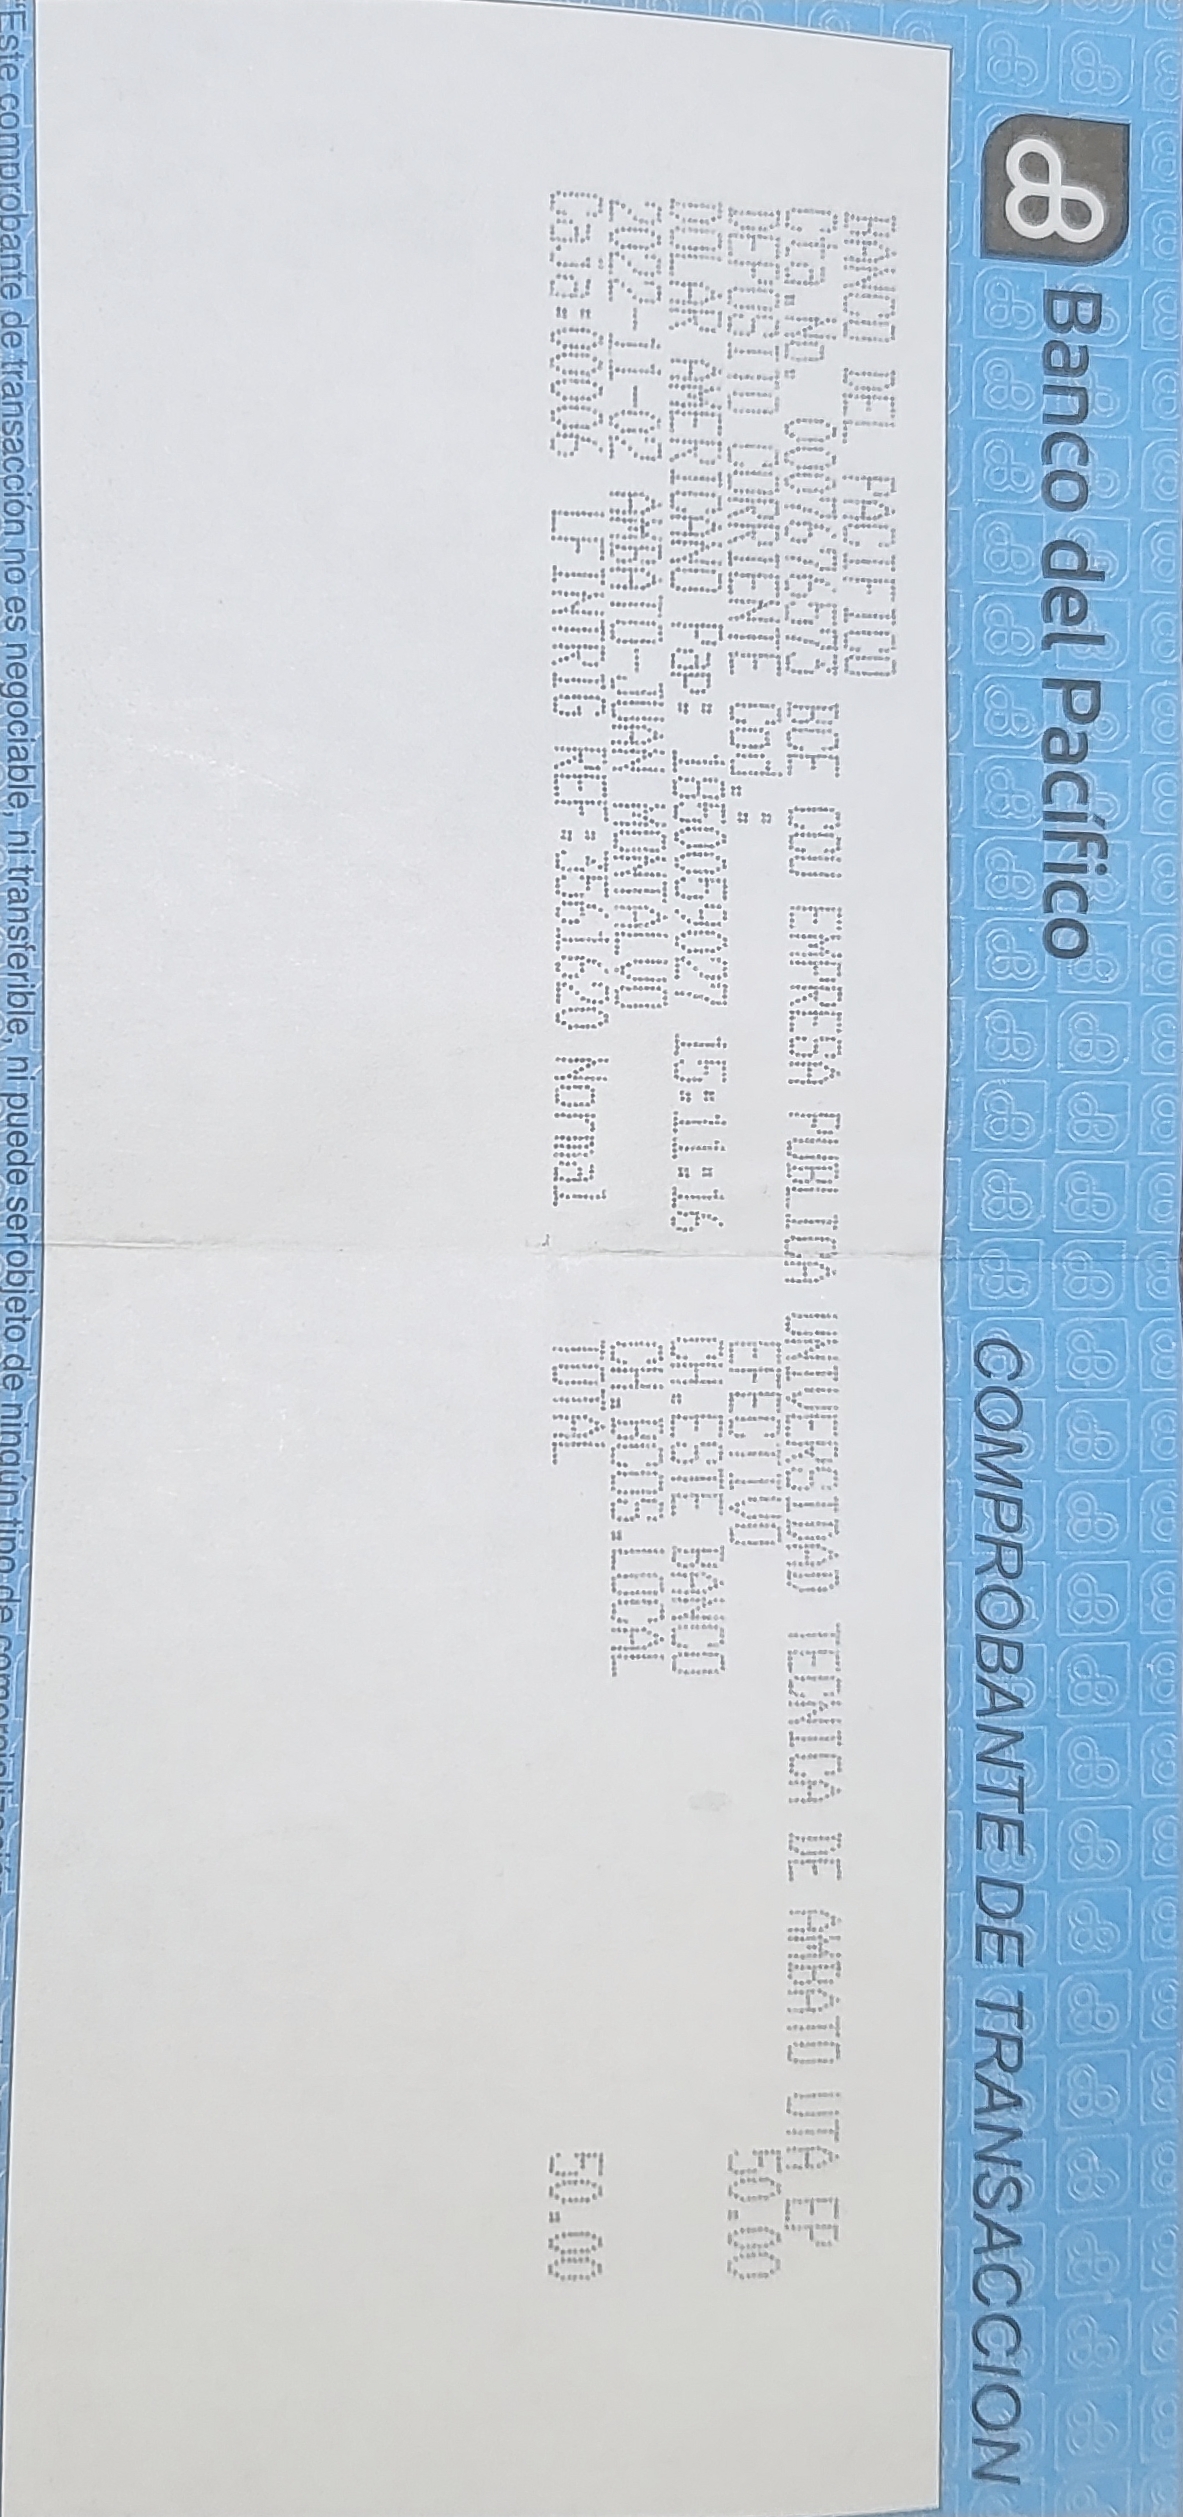 Banco del Pacífico
COMPROBANTE DE TRANSACCION
BANCO DEL PACIFICO
Cta.No. BCE CCU EMPRESA PUBLICA UNIVERSIDAD TECNICA DE AMBATO UTA EP
DEPOSITO CORRIENTE Cod.: EFECTIVO 50.00
DOLAR AMERICANO Pap: 15:11:16 CH.ESTE BANCO
2022-11-02 AMBATO-JUAN MONTALVO CH.BCOS.LOCAL
Caja:00006 LFINTRIG REF:3561620 Normal TOTAL 50.00
"Este comprobante de transacción no es negociable, ni transferible, ni puede ser objeto de ningún tipo de comercialización